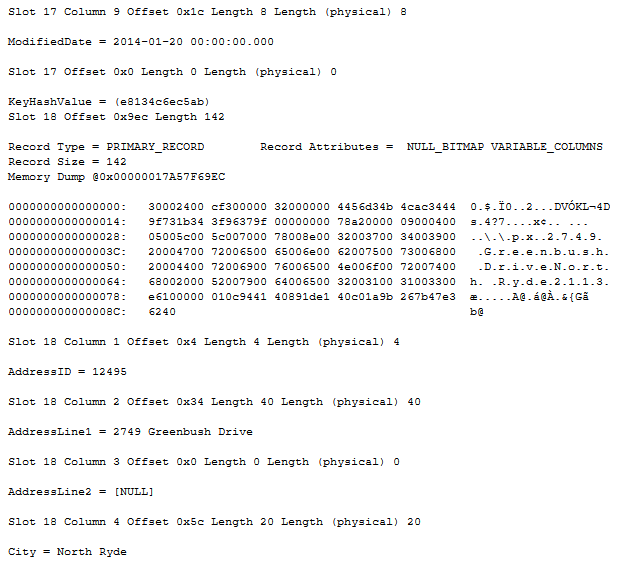 Slot 17 Column 9 Offset 0x1c Length 8 Length (physical) 8
ModifiedDate = 2014-01-20 00:00:00.000
Slot 17 Offset 0x0 Length 0 Length (physical) 0
KeyHashValue = (e8134c6ec5ab)
Slot 18 Offset 0x9ec Length 142
Record Type = PRIMARY_RECORD        Record Attributes =  NULL_BITMAP VARIABLE_COLUMNS
Record Size = 142
Memory Dump @0x00000017A57F69EC
0000000000000000:   30002400 cf300000 32000000 4456d34b 4cac3444  0.$.Ï0..2...DVÓKL¬4D
0000000000000014:   9f731b34 3f96379f 00000000 78a20000 09000400  s.4?7....x¢.. ...
0000000000000028:   05005c00 5c007000 78008e00 32003700 34003900  ..\.\.p.x..2.7.4.9.
000000000000003C:   20004700 72006500 65006e00 62007500 73006800   .G.r.e.e.n.b.u.s.h.
0000000000000050:   20004400 72006900 76006500 4e006f00 72007400   .D.r.i.v.e.N.o.r.t.
0000000000000064:   68002000 52007900 64006500 32003100 31003300  h. .R.y.d.e.2.1.1.3.
0000000000000078:   e6100000 010c9441 40891de1 40c01a9b 267b47e3  æ.....A@.á@À.&{Gã
000000000000008C:   6240                                          b@
Slot 18 Column 1 Offset 0x4 Length 4 Length (physical) 4
AddressID = 12495
Slot 18 Column 2 Offset 0x34 Length 40 Length (physical) 40
AddressLine1 = 2749 Greenbush Drive
Slot 18 Column 3 Offset 0x0 Length 0 Length (physical) 0
AddressLine2 = [NULL]
Slot 18 Column 4 Offset 0x5c Length 20 Length (physical) 20
City = North Ryde